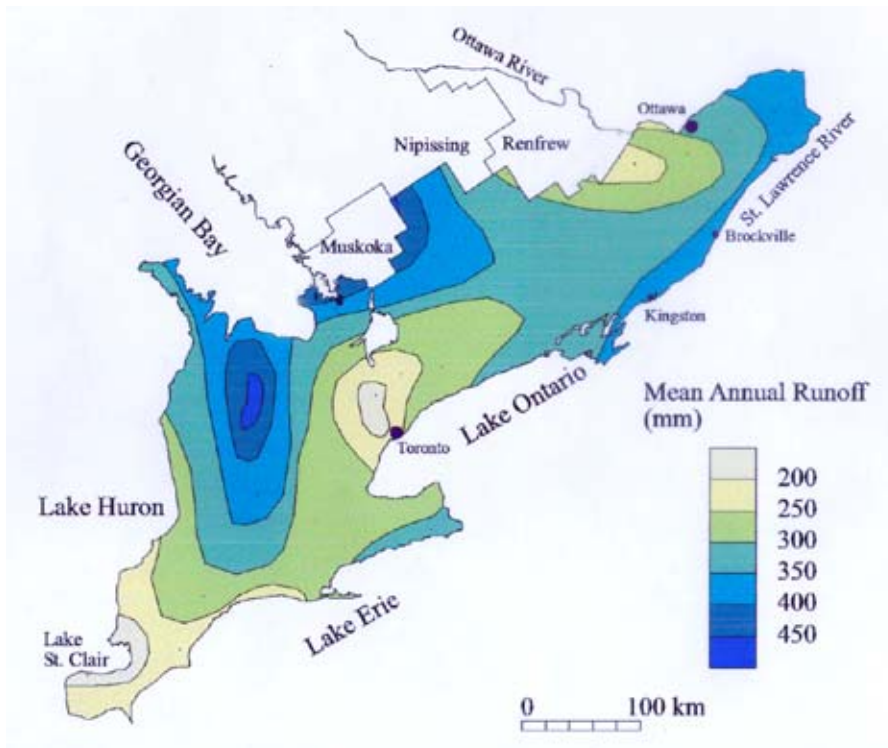 Ottawa River
Ottawa
Nipissing
Renfrew
Georgian Bay
St. Lawrence River
Muskoka
Brockville
Kingston
Lake Ontario
Toronto
Lake Huron
Lake Erie
Lake
St. Clair
Mean Annual Runoff
(mm)
200
250
300
350
400
450
0 100 km